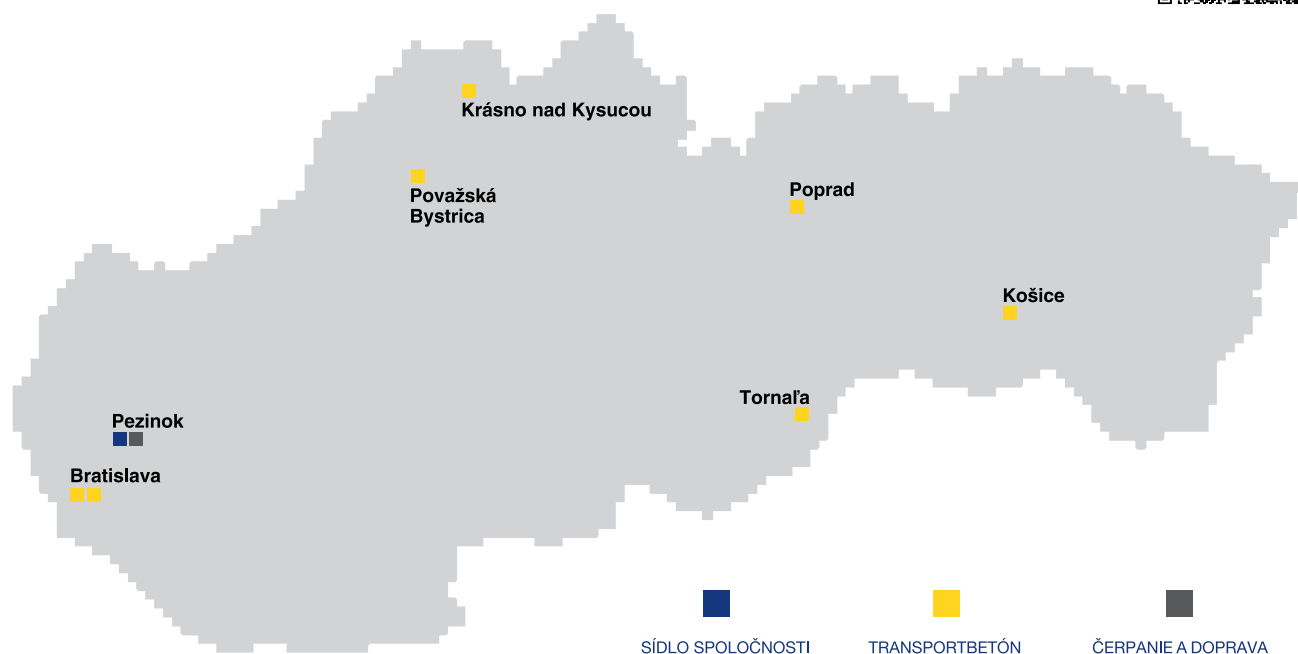 Krásno nad Kysucou
Považská
Bystrica
Poprad
Košice
Tornaľa
Pezinok
Bratislava
SÍDLO SPOLOČNOSTI
TRANSPORTBETÓN
ČERPANIE A DOPRAVA